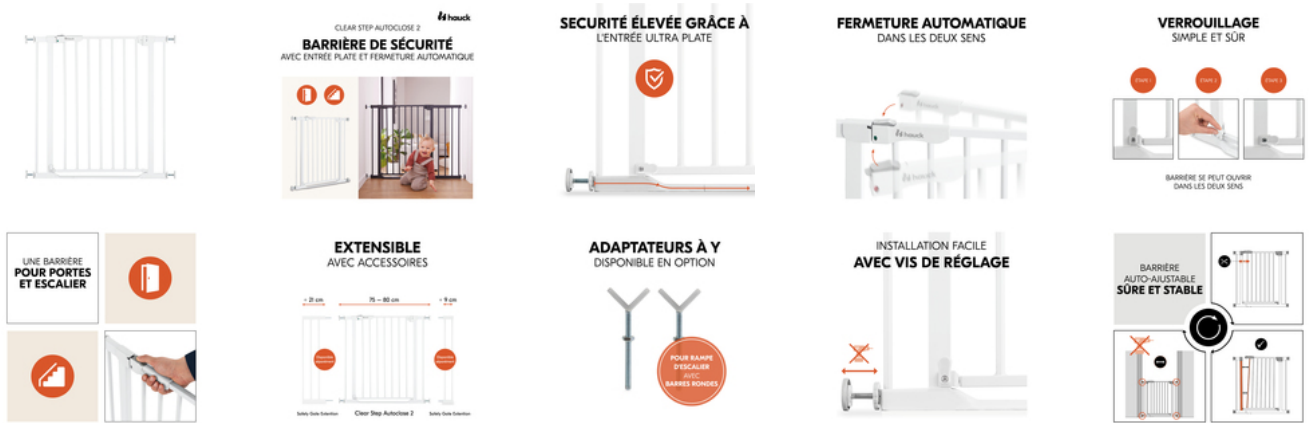 hauck
CLEAR STEP AUTOCLOSE 2
BARRIÈRE DE SÉCURITÉ
AVEC ENTRÉE PLATE ET FERMETURE AUTOMATIQUE
SECURITÉ ÉLEVÉE GRÂCE À
L'ENTRÉE ULTRA PLATE
FERMETURE AUTOMATIQUE
DANS LES DEUX SENS
hauck
hauck
VERROUILLAGE
SIMPLE ET SÛR
ÉTAPE 1
ÉTAPE 2
ÉTAPE 3
BARRIÈRE SE PEUT OUVRIR
DANS LES DEUX SENS
UNE BARRIÈRE
POUR PORTES
ET ESCALIER
EXTENSIBLE
AVEC ACCESSOIRES
+ 21 cm
75 – 80 cm
+ 9 cm
Safety Gate Extention
Clear Step Autoclose 2
Safety Gate Extention
ADAPTATEURS À Y
DISPONIBLE EN OPTION
POUR RAMPE
D'ESCALIER
AVEC
BARRES RONDES
INSTALLATION FACILE
AVEC VIS DE RÉGLAGE
BARRIÈRE
AUTO-AJUSTABLE
SÛRE ET STABLE